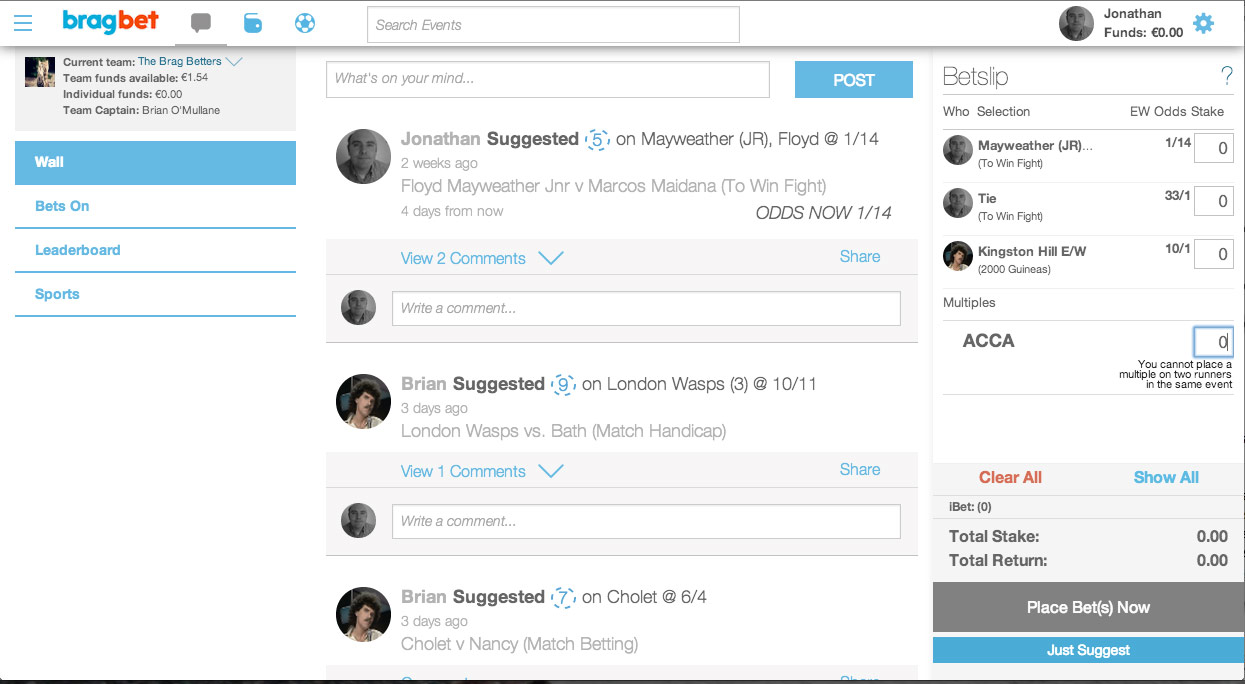 bragbet
Search Events
Jonathan
Funds: €0.00
Current team: The Brag Betters
Team funds available: €1.54
Individual funds: €0.00
Team Captain: Brian O'Mullane
Wall
Bets On
Leaderboard
Sports
What's on your mind...
POST
Jonathan Suggested 5 on Mayweather (JR), Floyd @ 1/14
2 weeks ago
Floyd Mayweather Jnr v Marcos Maidana (To Win Fight)
4 days from now
ODDS NOW 1/14
View 2 Comments
Share
Write a comment...
Brian Suggested 9 on London Wasps (3) @ 10/11
3 days ago
London Wasps vs. Bath (Match Handicap)
View 1 Comments
Share
Write a comment...
Brian Suggested 7 on Cholet @ 6/4
3 days ago
Cholet v Nancy (Match Betting)
Betslip
?
Who Selection EW Odds Stake
Mayweather (JR)... 1/14 0
(To Win Fight)
Tie 33/1 0
(To Win Fight)
Kingston Hill E/W 10/1 0
(2000 Guineas)
Multiples
ACCA 0
You cannot place a
multiple on two runners
in the same event
Clear All Show All
iBet: (0)
Total Stake: 0.00
Total Return: 0.00
Place Bet(s) Now
Just Suggest